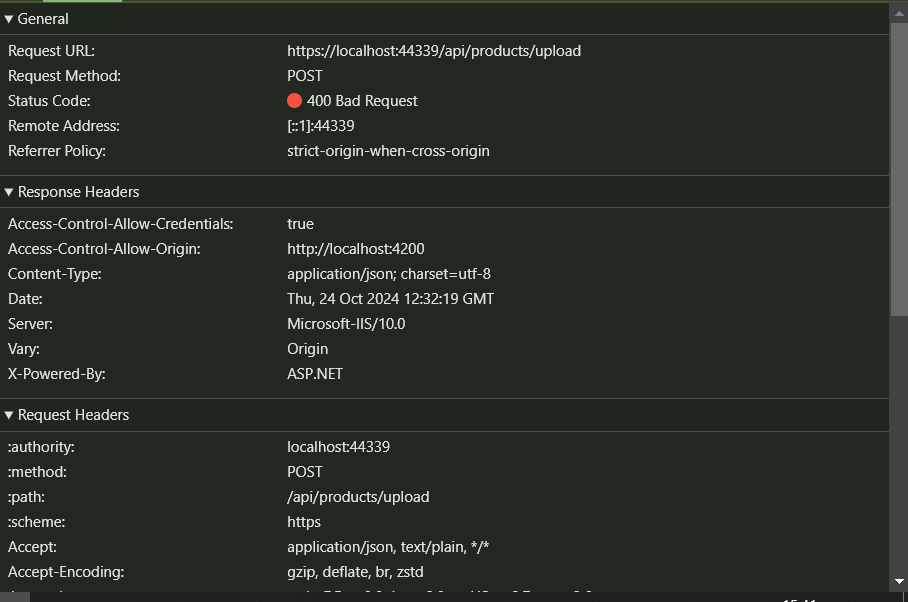 General
Request URL: https://localhost:44339/api/products/upload
Request Method: POST
Status Code: 400 Bad Request
Remote Address: [::1]:44339
Referrer Policy: strict-origin-when-cross-origin
Response Headers
Access-Control-Allow-Credentials: true
Access-Control-Allow-Origin: http://localhost:4200
Content-Type: application/json; charset=utf-8
Date: Thu, 24 Oct 2024 12:32:19 GMT
Server: Microsoft-IIS/10.0
Vary: Origin
X-Powered-By: ASP.NET
Request Headers
:authority: localhost:44339
:method: POST
:path: /api/products/upload
:scheme: https
Accept: application/json, text/plain, */*
Accept-Encoding: gzip, deflate, br, zstd